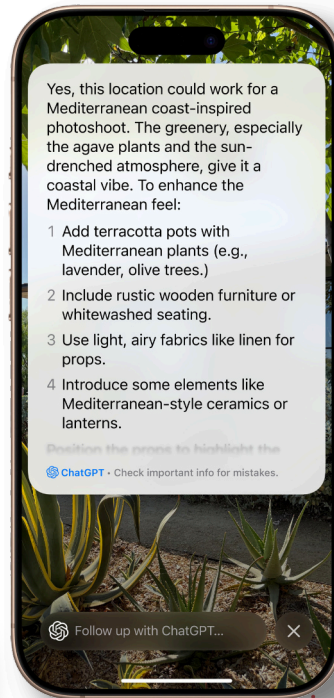 Yes, this location could work for a
Mediterranean coast-inspired
photoshoot. The greenery, especially
the agave plants and the sun-
drenched atmosphere, give it a
coastal vibe. To enhance the
Mediterranean feel:
1 Add terracotta pots with
Mediterranean plants (e.g.,
lavender, olive trees.)
2 Include rustic wooden furniture or
whitewashed seating.
3 Use light, airy fabrics like linen for
props.
4 Introduce some elements like
Mediterranean-style ceramics or
lanterns.
Position the props to highlight the
ChatGPT • Check important info for mistakes.
Follow up with ChatGPT...